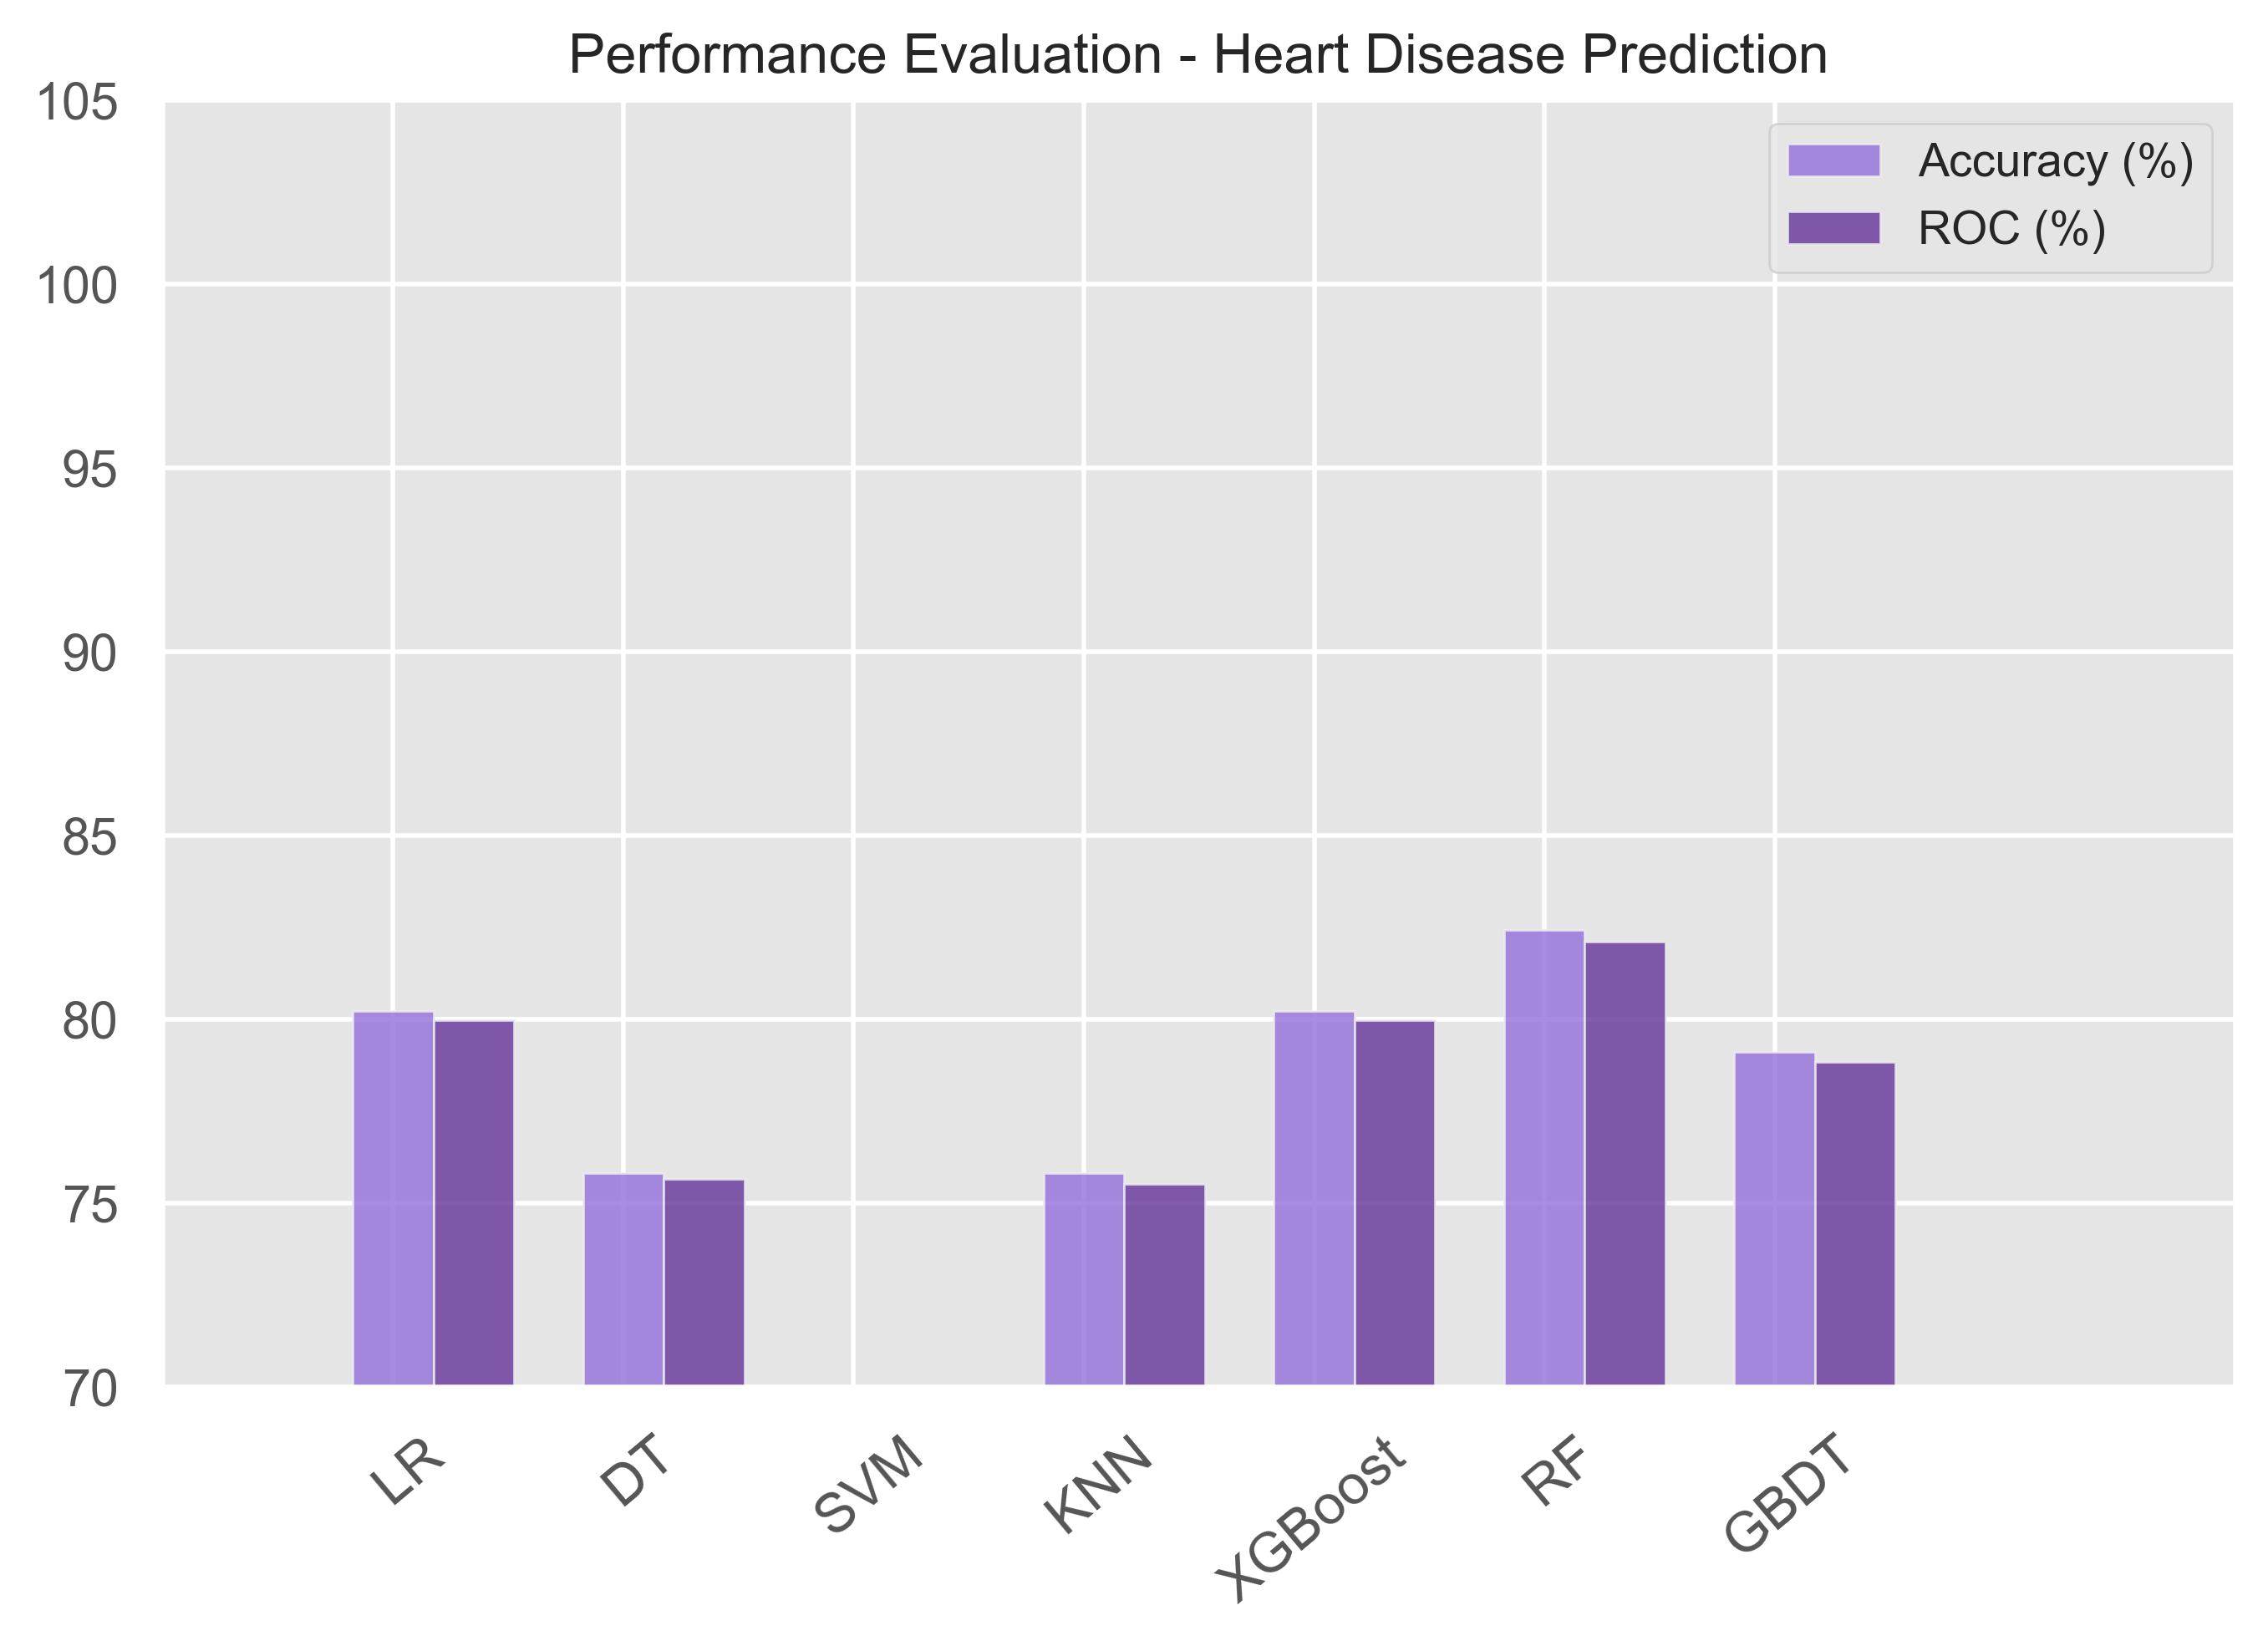 Performance Evaluation - Heart Disease Prediction
Accuracy (%)
ROC (%)
105
100
95
90
85
80
75
70
LR
DT
SVM
KNN
XGBoost
RF
GBDT